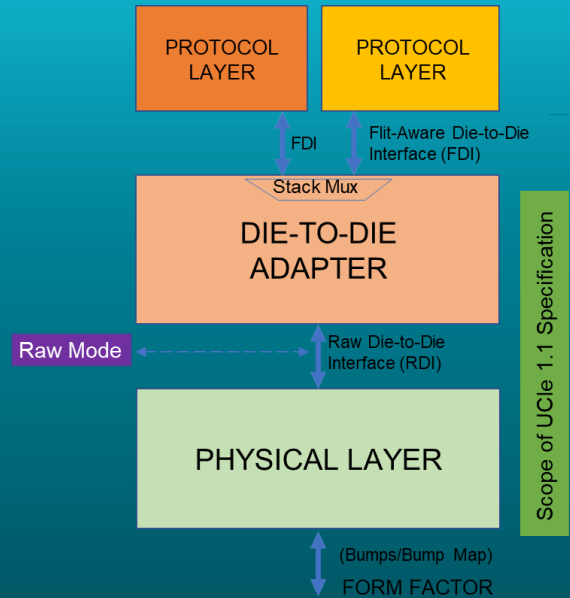 PROTOCOL
LAYER
PROTOCOL
LAYER
FDI
Flit-Aware Die-to-Die
Interface (FDI)
Stack Mux
DIE-TO-DIE
ADAPTER
Raw Mode
Raw Die-to-Die
Interface (RDI)
PHYSICAL LAYER
(Bumps/Bump Map)
FORM FACTOR
Scope of UCIe 1.1 Specification